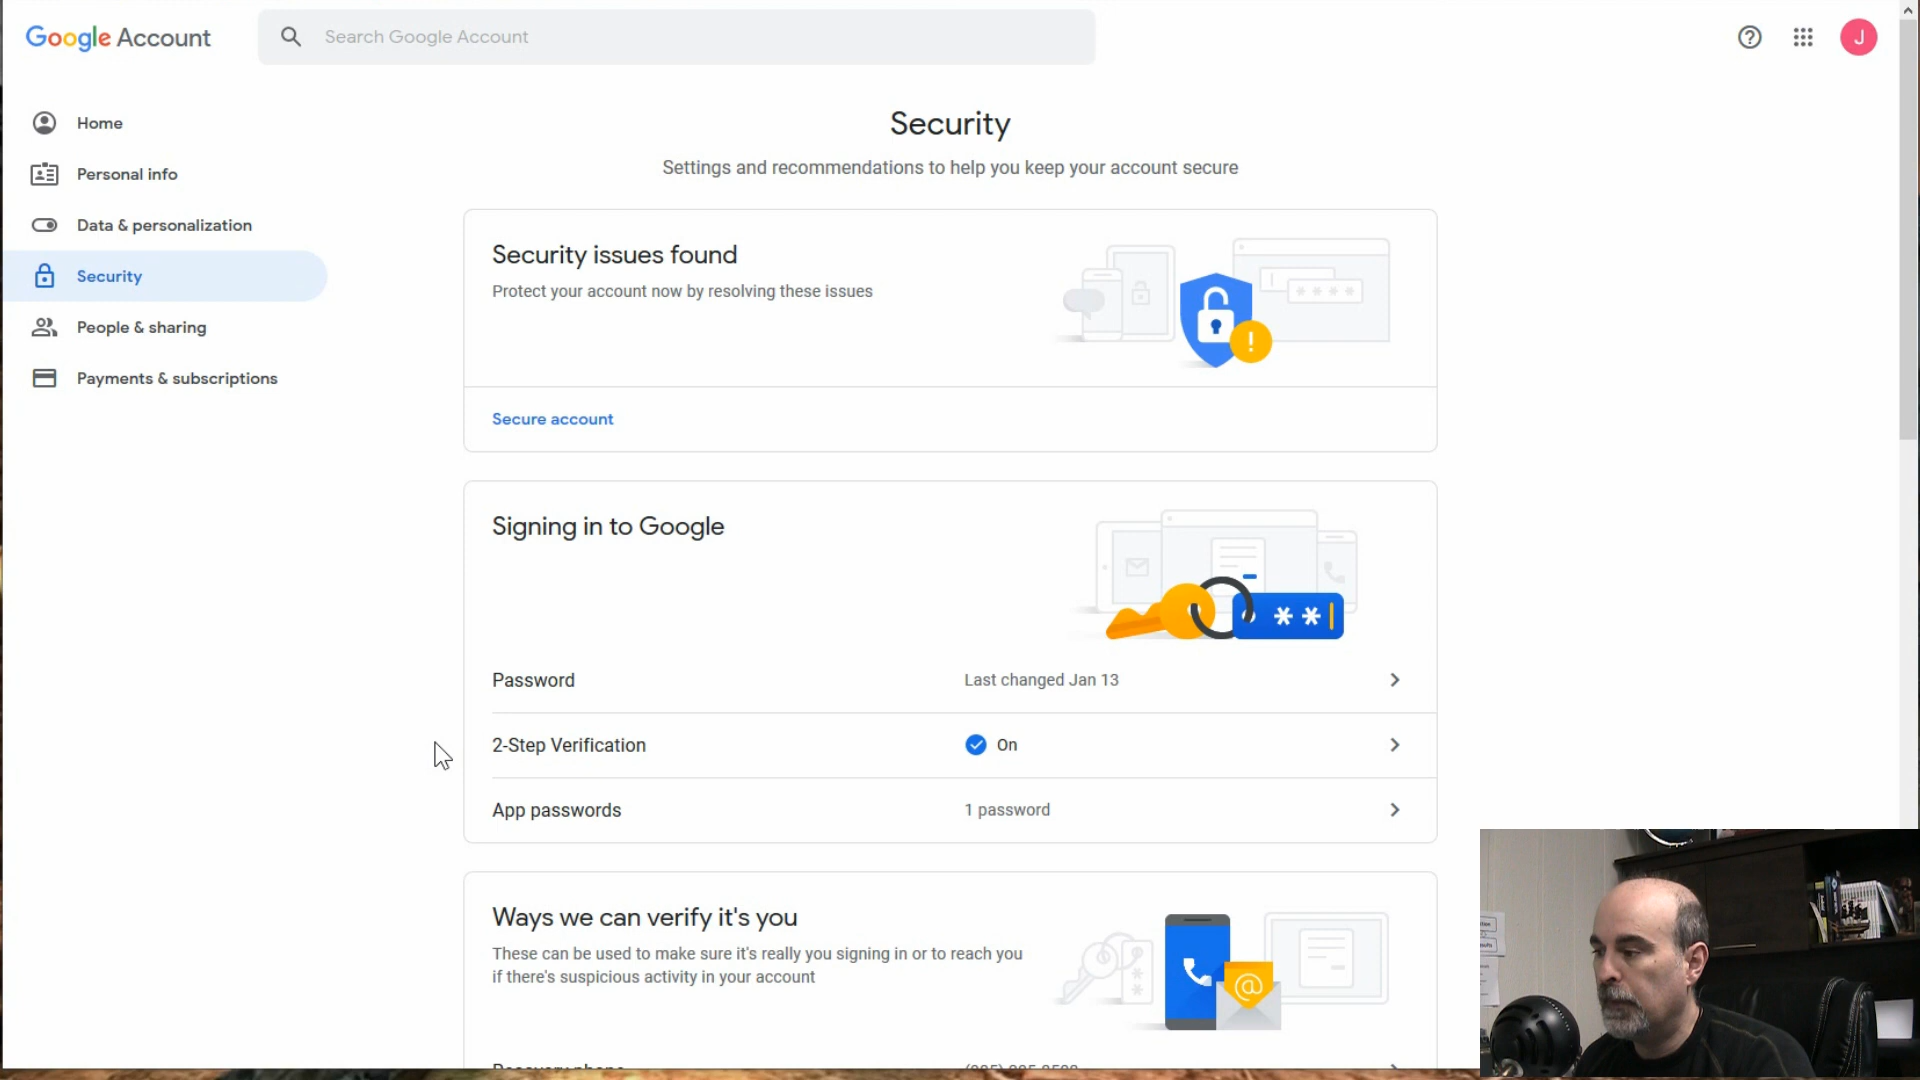 Google Account
Search Google Account
J
Home
Personal info
Data & personalization
Security
People & sharing
Payments & subscriptions
Security
Settings and recommendations to help you keep your account secure
Security issues found
Protect your account now by resolving these issues
Secure account
Signing in to Google
Password
Last changed Jan 13
2-Step Verification
On
App passwords
1 password
Ways we can verify it's you
These can be used to make sure it's really you signing in or to reach you
if there's suspicious activity in your account